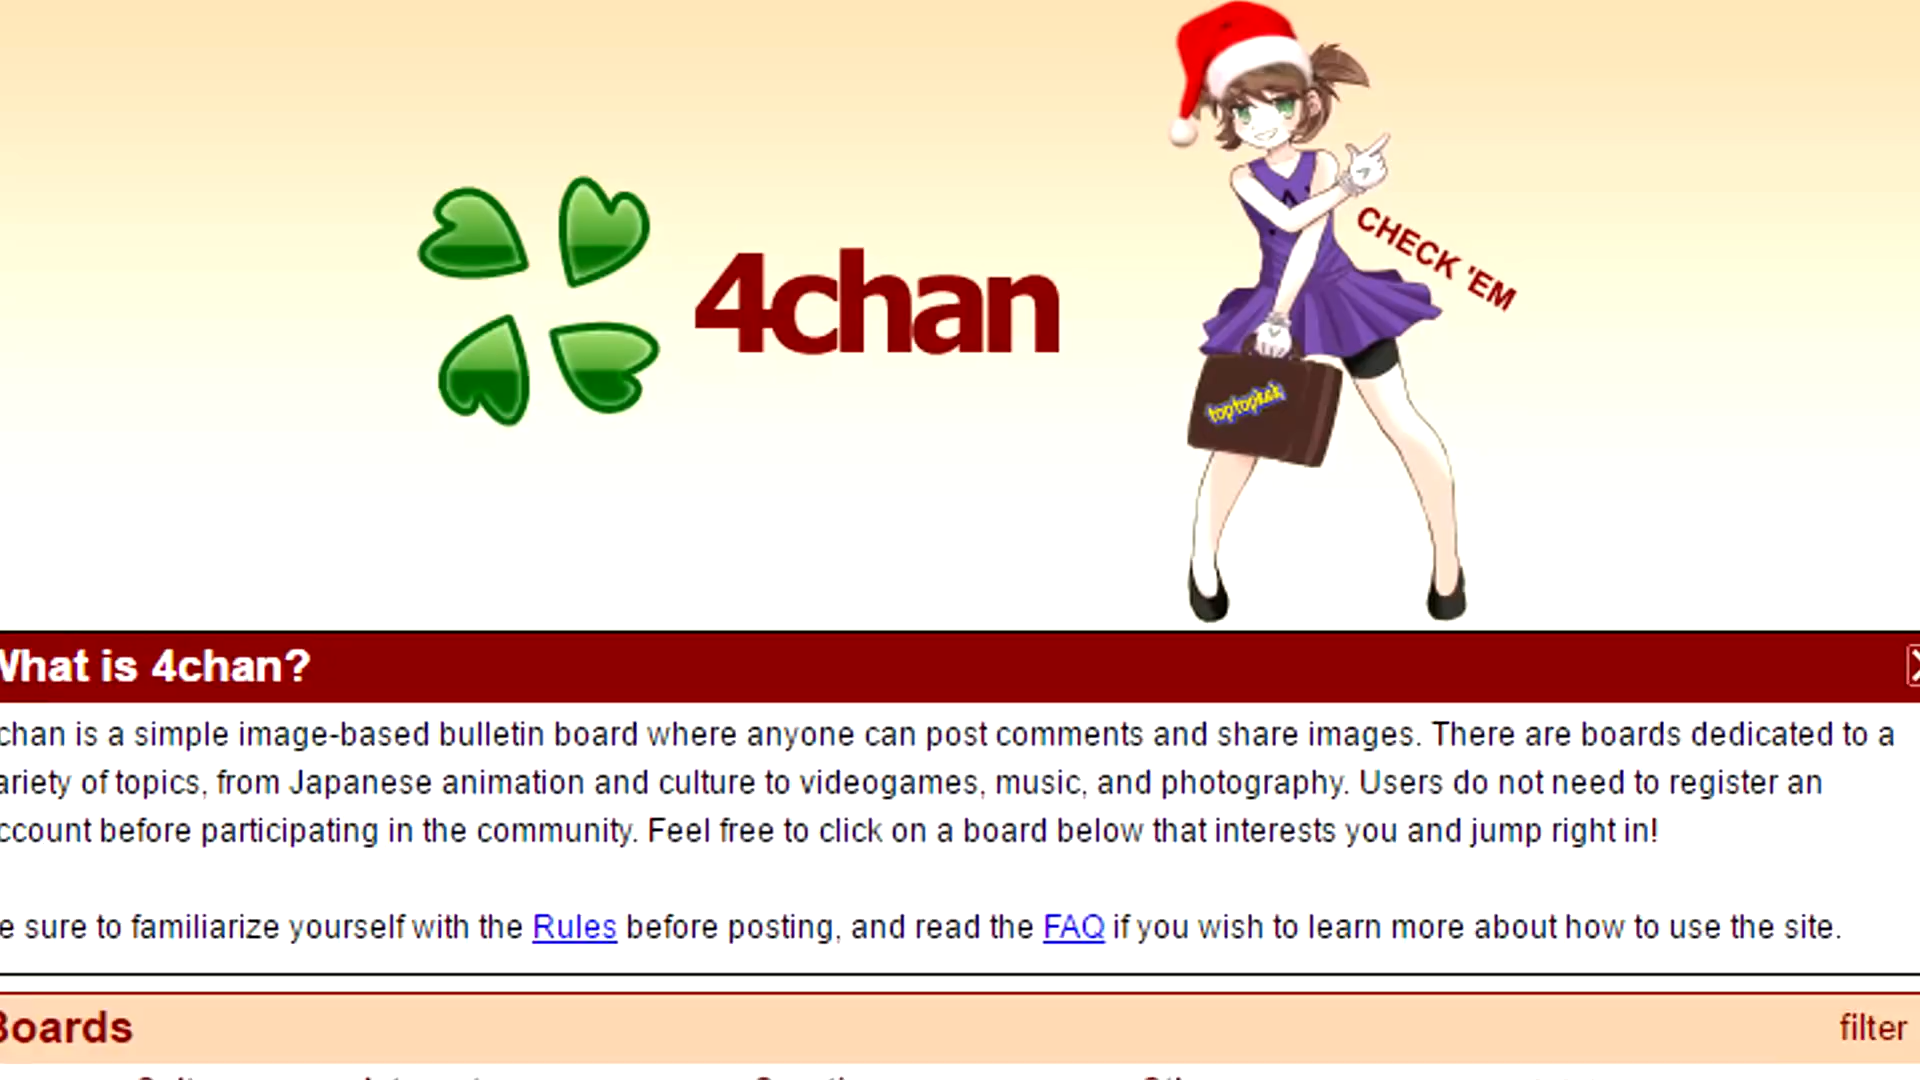 4chan
CHECK 'EM
toptopkek
What is 4chan?
chan is a simple image-based bulletin board where anyone can post comments and share images. There are boards dedicated to a
ariety of topics, from Japanese animation and culture to videogames, music, and photography. Users do not need to register an
ccount before participating in the community. Feel free to click on a board below that interests you and jump right in!
e sure to familiarize yourself with the Rules before posting, and read the FAQ if you wish to learn more about how to use the site.
Boards
filter